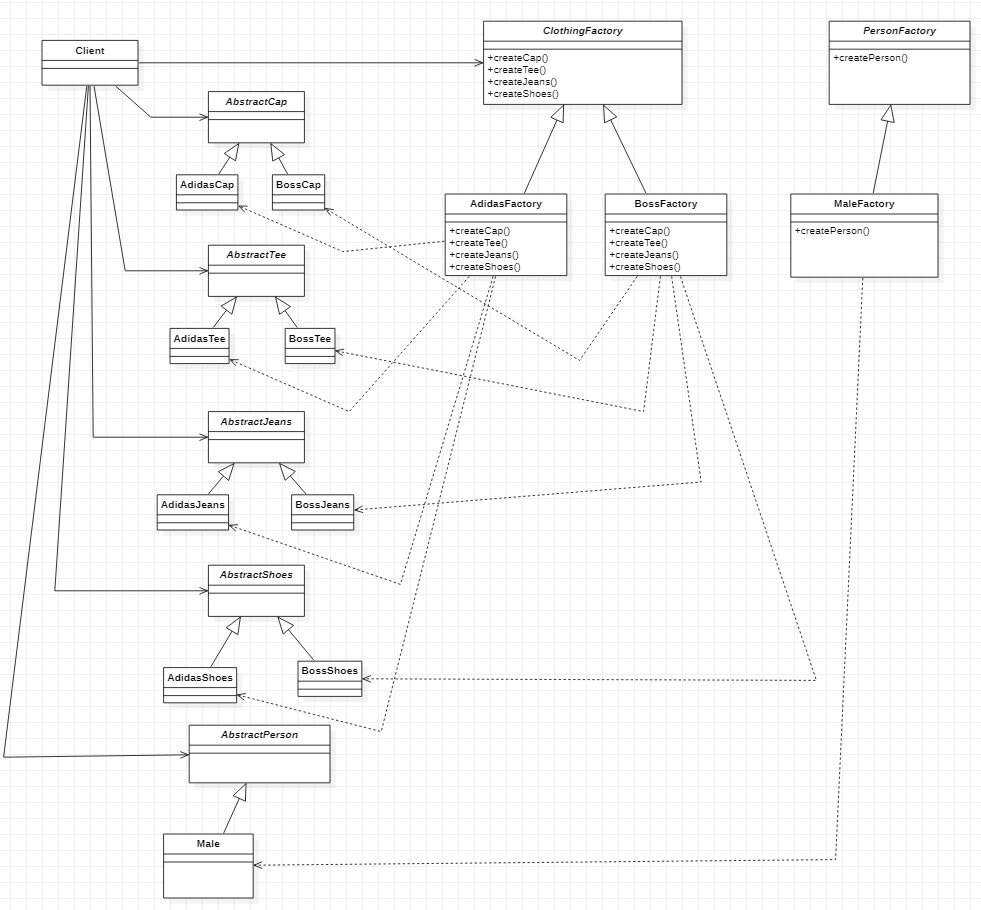 Client
ClothingFactory
+createCap()
+createTee()
+createJeans()
+createShoes()
PersonFactory
+createPerson()
AbstractCap
AdidasCap
BossCap
AdidasFactory
+createCap()
+createTee()
+createJeans()
+createShoes()
BossFactory
+createCap()
+createTee()
+createJeans()
+createShoes()
MaleFactory
+createPerson()
AbstractTee
AdidasTee
BossTee
AbstractJeans
AdidasJeans
BossJeans
AbstractShoes
AdidasShoes
BossShoes
AbstractPerson
Male